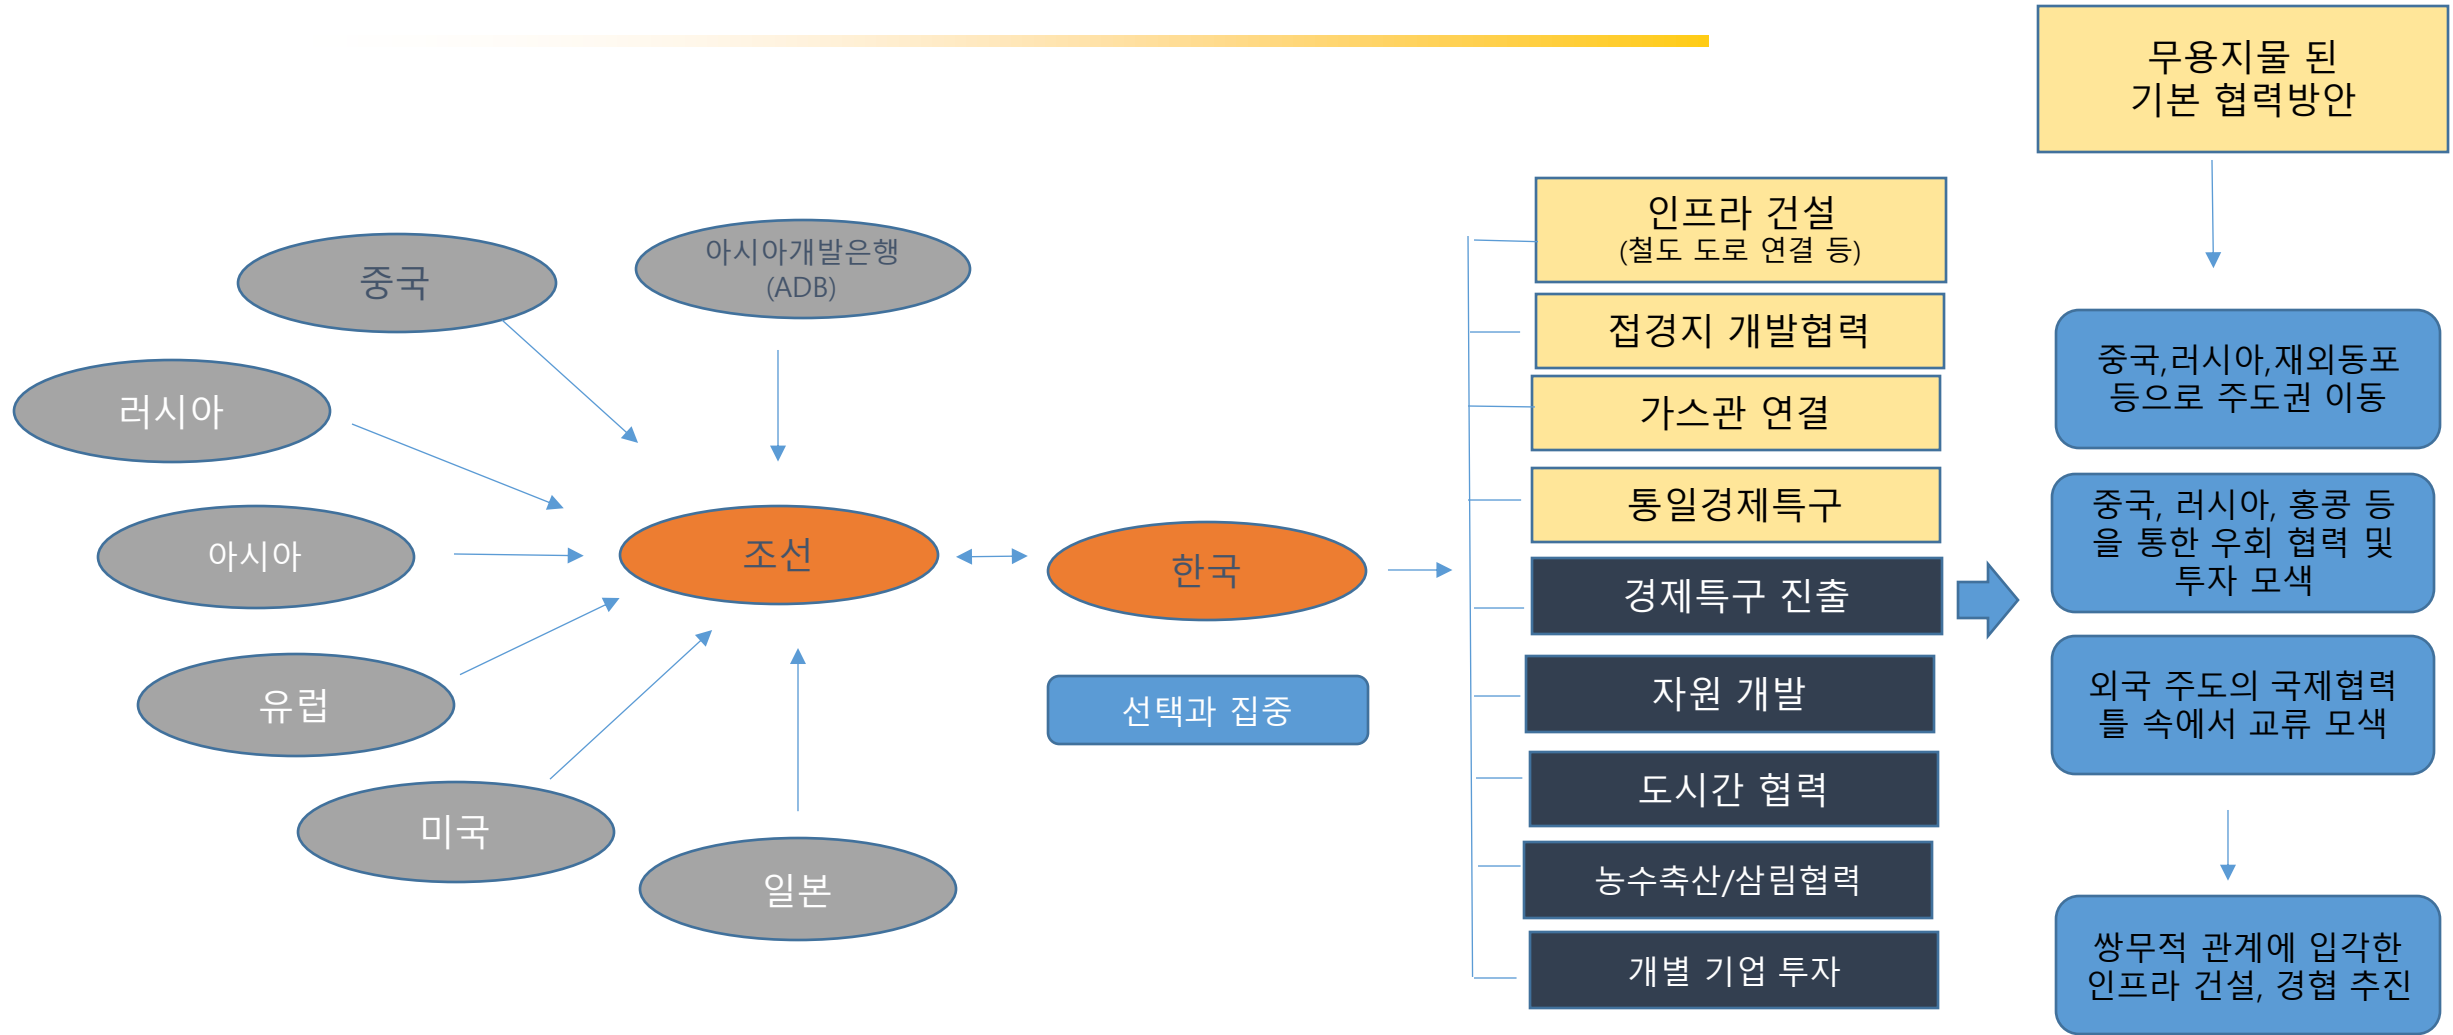 무용지물 된
기본 협력방안
인프라 건설
(철도 도로 연결 등)
중국
아시아개발은행
(ADB)
접경지 개발협력
중국,러시아,재외동포
등으로 주도권 이동
러시아
가스관 연결
통일경제특구
중국, 러시아, 홍콩 등
을 통한 우회 협력 및
투자 모색
아시아
조선
한국
경제특구 진출
유럽
선택과 집중
자원 개발
외국 주도의 국제협력
틀 속에서 교류 모색
미국
도시간 협력
일본
농수축산/삼림협력
개별 기업 투자
쌍무적 관계에 입각한
인프라 건설, 경협 추진